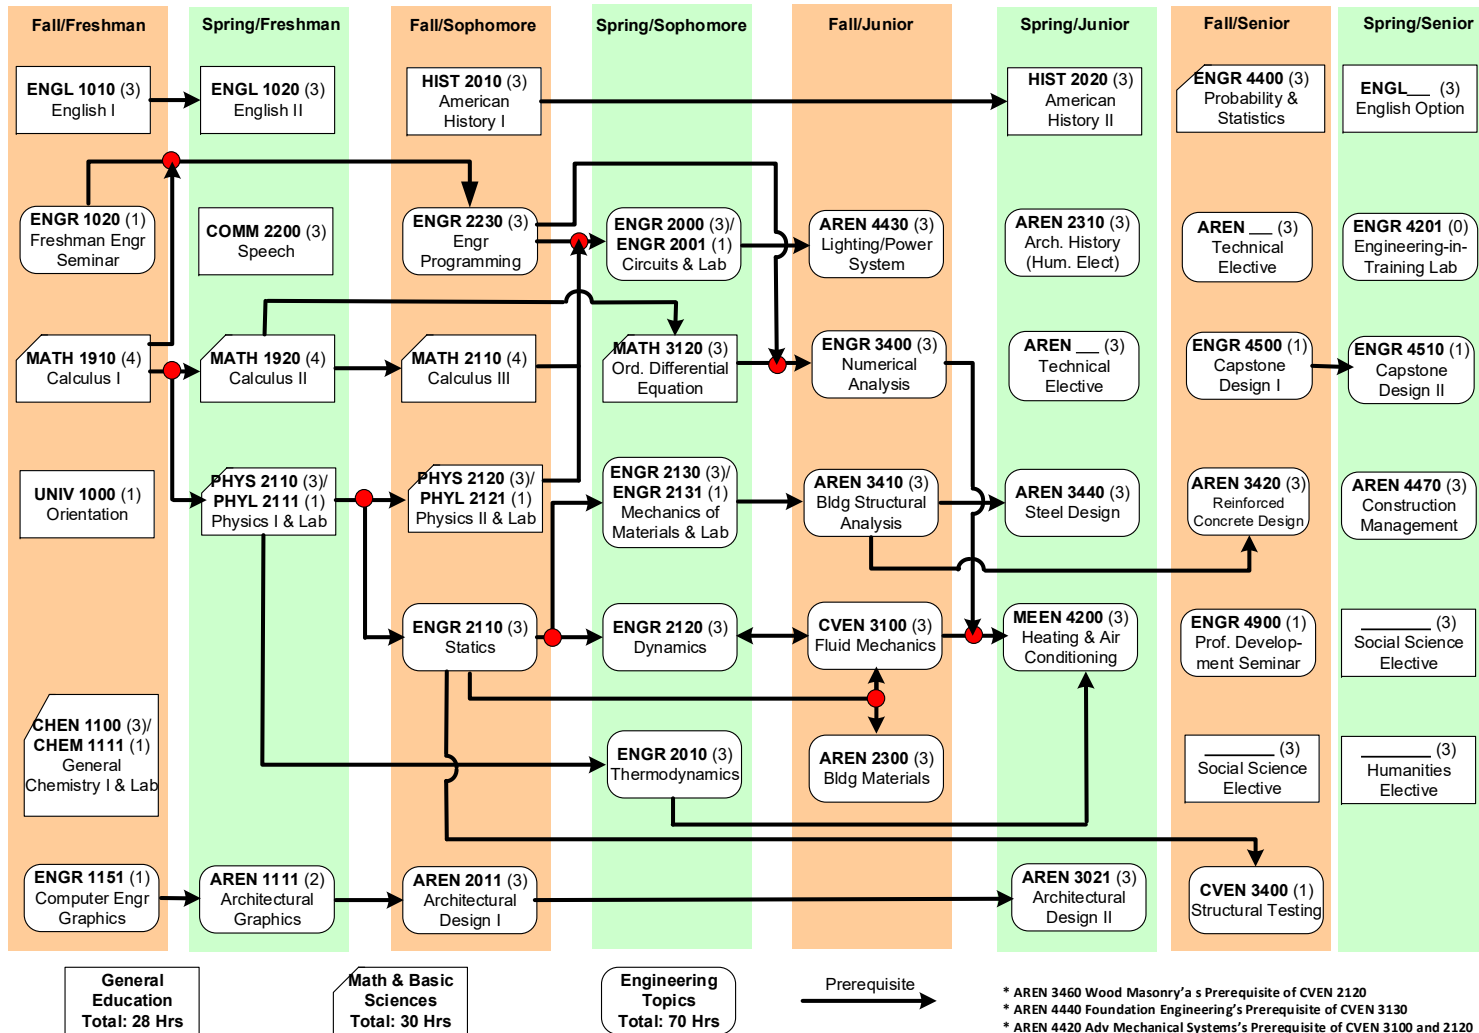 Fall/Freshman
Spring/Freshman
Fall/Sophomore
Spring/Sophomore
Fall/Junior
Spring/Junior
Fall/Senior
Spring/Senior
ENGL 1010 (3)
English I
ENGL 1020 (3)
English II
HIST 2010 (3)
American
History I
HIST 2020 (3)
American
History II
ENGR 4400 (3)
Probability &
Statistics
ENGL___ (3)
English Option
ENGR 1020 (1)
Freshman Engr
Seminar
COMM 2200 (3)
Speech
ENGR 2230 (3)
Engr
Programming
ENGR 2000 (3)/
ENGR 2001 (1)
Circuits & Lab
AREN 4430 (3)
Lighting/Power
System
AREN 2310 (3)
Arch. History
(Hum. Elect)
AREN ___ (3)
Technical
Elective
ENGR 4201 (0)
Engineering-in-
Training Lab
MATH 1910 (4)
Calculus I
MATH 1920 (4)
Calculus II
MATH 2110 (4)
Calculus III
MATH 3120 (3)
Ord. Differential
Equation
ENGR 3400 (3)
Numerical
Analysis
AREN ___ (3)
Technical
Elective
ENGR 4500 (1)
Capstone
Design I
ENGR 4510 (1)
Capstone
Design II
UNIV 1000 (1)
Orientation
PHYS 2110 (3)/
PHYL 2111 (1)
Physics I & Lab
PHYS 2120 (3)/
PHYL 2121 (1)
Physics II & Lab
ENGR 2130 (3)/
ENGR 2131 (1)
Mechanics of
Materials & Lab
AREN 3410 (3)
Bldg Structural
Analysis
AREN 3440 (3)
Steel Design
AREN 3420 (3)
Reinforced
Concrete Design
AREN 4470 (3)
Construction
Management
ENGR 2110 (3)
Statics
ENGR 2120 (3)
Dynamics
CVEN 3100 (3)
Fluid Mechanics
MEEN 4200 (3)
Heating & Air
Conditioning
ENGR 4900 (1)
Prof. Develop-
ment Seminar
________ (3)
Social Science
Elective
CHEN 1100 (3)/
CHEM 1111 (1)
General
Chemistry I & Lab
ENGR 2010 (3)
Thermodynamics
AREN 2300 (3)
Bldg Materials
________ (3)
Social Science
Elective
________ (3)
Humanities
Elective
ENGR 1151 (1)
Computer Engr
Graphics
AREN 1111 (2)
Architectural
Graphics
AREN 2011 (3)
Architectural
Design I
AREN 3021 (3)
Architectural
Design II
CVEN 3400 (1)
Structural Testing
General
Education
Total: 28 Hrs
Math & Basic
Sciences
Total: 30 Hrs
Engineering
Topics
Total: 70 Hrs
Prerequisite
* AREN 3460 Wood Masonry'a s Prerequisite of CVEN 2120
* AREN 4440 Foundation Engineering's Prerequisite of CVEN 3130
* AREN 4420 Adv Mechanical Systems's Prerequisite of CVEN 3100 and 2120